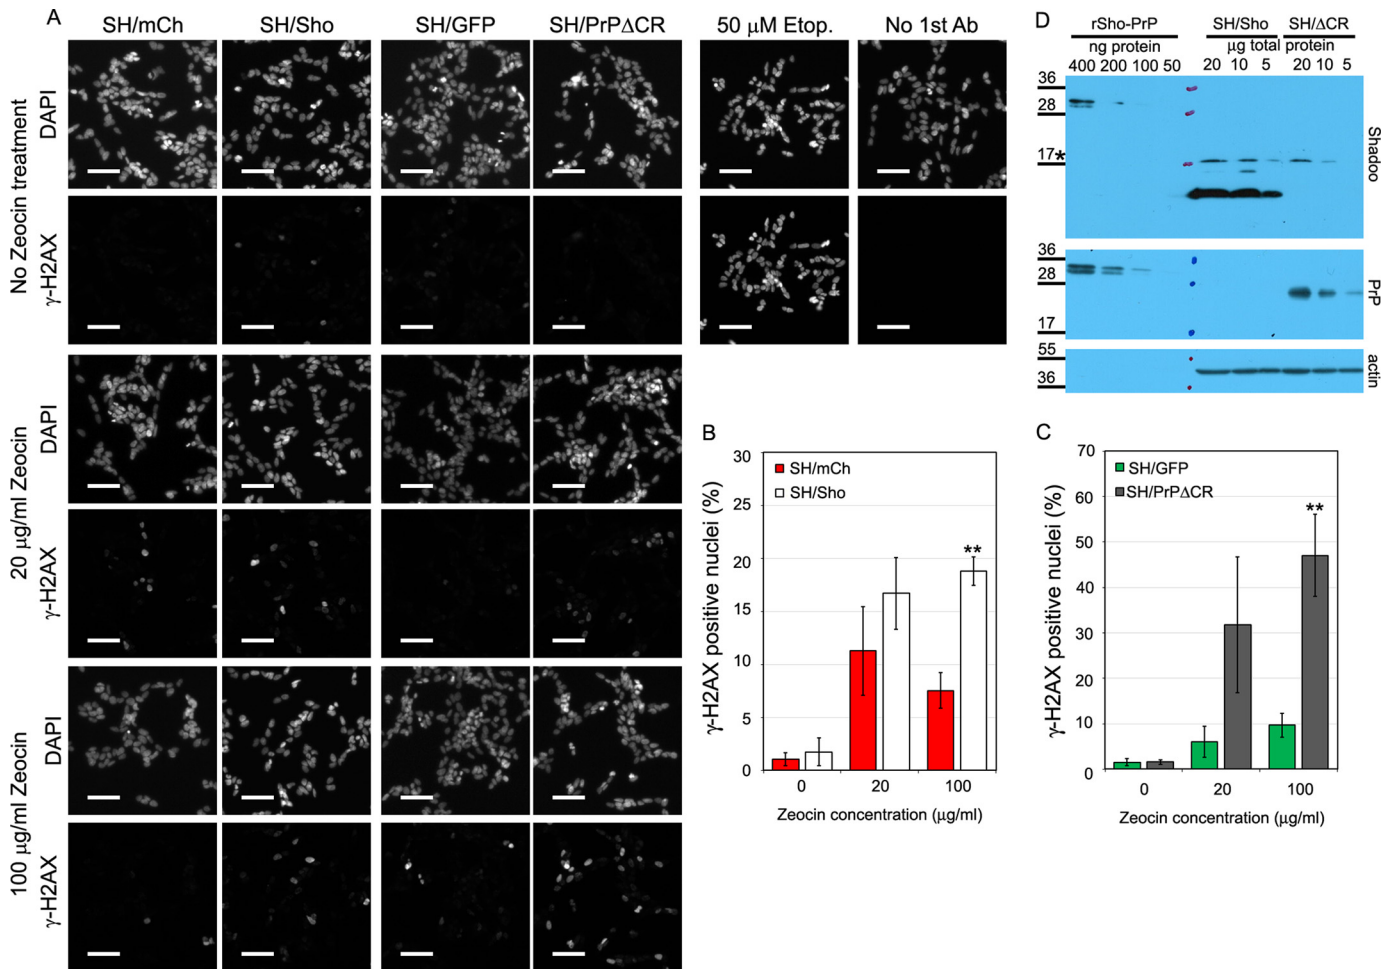 A
SH/mCh
SH/Sho
SH/GFP
SH/PrPΔCR
50 μM Etop.
No 1st Ab
No Zeocin treatment
DAPI
γ-H2AX
20 μg/ml Zeocin
DAPI
γ-H2AX
100 μg/ml Zeocin
DAPI
γ-H2AX
D
rSho-PrP
SH/Sho
SH/ΔCR
ng protein
μg total protein
400 200 100 50
20 10 5
20 10 5
36
28
17*
Shadoo
36
28
17
PrP
55
36
actin
B
γ-H2AX positive nuclei (%)
30
25
20
15
10
5
0
SH/mCh
SH/Sho
**
0 20 100
Zeocin concentration (μg/ml)
C
γ-H2AX positive nuclei (%)
70
60
50
40
30
20
10
0
SH/GFP
SH/PrPΔCR
**
0 20 100
Zeocin concentration (μg/ml)